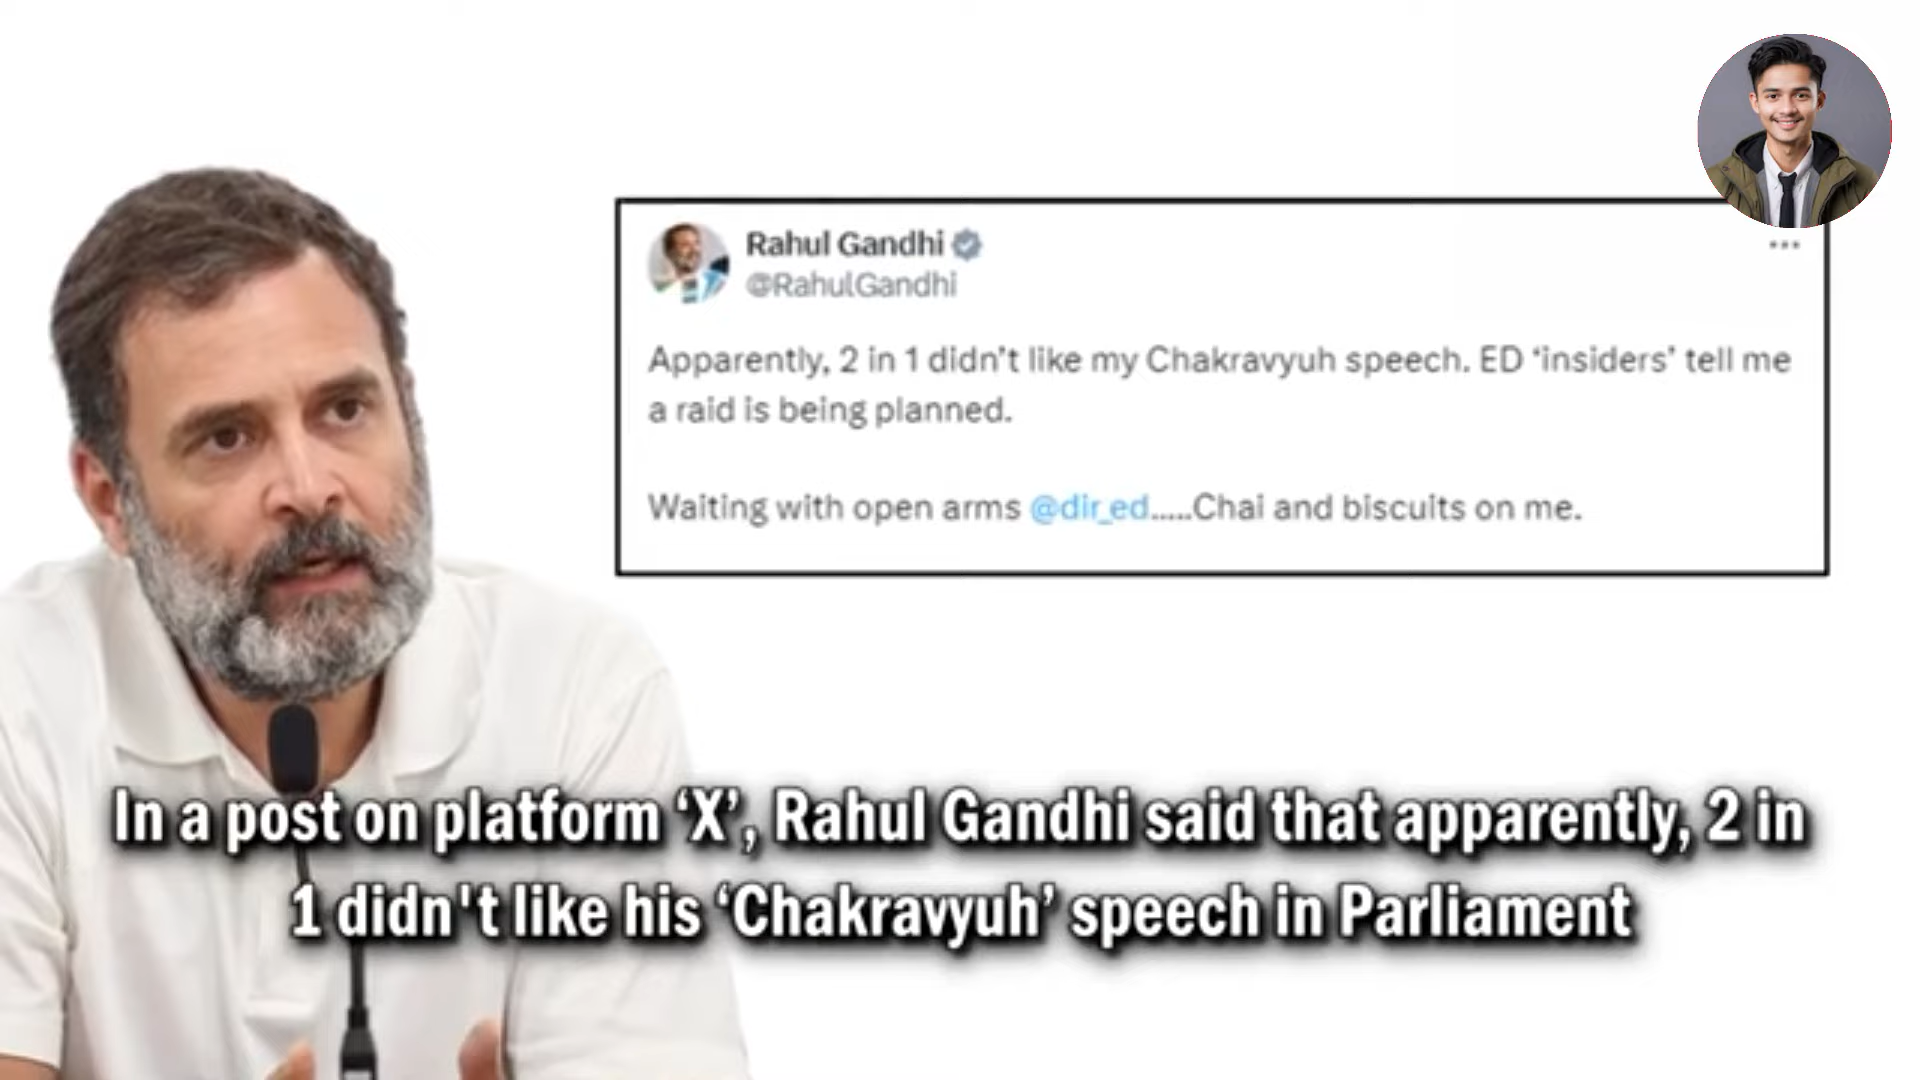 Rahul Gandhi
@RahulGandhi
Apparently, 2 in 1 didn't like my Chakravyuh speech. ED ‘insiders’ tell me
a raid is being planned.
Waiting with open arms @dir_ed.....Chai and biscuits on me.
In a post on platform ‘X’, Rahul Gandhi said that apparently, 2 in
1 didn't like his ‘Chakravyuh’ speech in Parliament